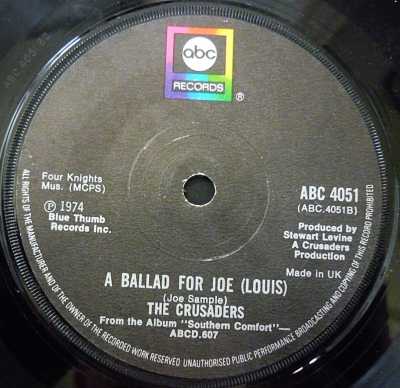 abc
RECORDS
®
Four Knights
Mus. (MCPS)
Ⓟ 1974
Blue Thumb
Records Inc.
ABC 4051
(ABC.4051B)
Produced by
Stewart Levine
A Crusaders
Production
Made in UK
A BALLAD FOR JOE (LOUIS)
(Joe Sample)
THE CRUSADERS
From the Album "Southern Comfort"—
ABCD.607
ALL RIGHTS OF THE MANUFACTURER AND OF THE OWNER OF THE RECORDED WORK RESERVED UNAUTHORISED PUBLIC PERFORMANCE BROADCASTING AND COPYING OF THIS RECORD PROHIBITED